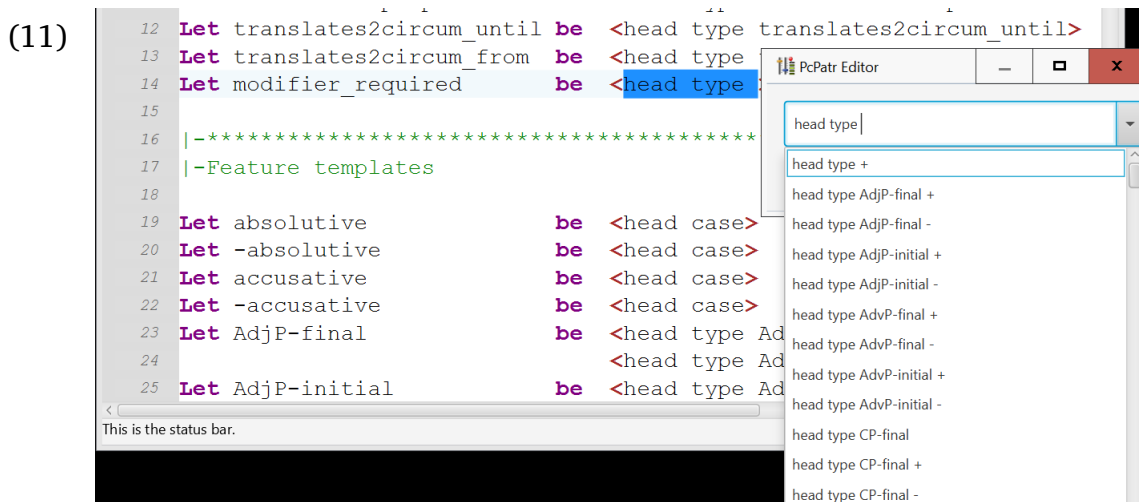 (11)
12 Let translates2circum_until be <head type translates2circum_until>
13 Let translates2circum_from be <head type
14 Let modifier_required be <head type
15
16 |-*****************************************
17 |-Feature templates
18
19 Let absolutive be <head case>
20 Let -absolutive be <head case>
21 Let accusative be <head case>
22 Let -accusative be <head case>
23 Let AdjP-final be <head type Ad
24 <head type Ad
25 Let AdjP-initial be <head type Ad
This is the status bar.
PcPatr Editor
head type
head type +
head type AdjP-final +
head type AdjP-final -
head type AdjP-initial +
head type AdjP-initial -
head type AdvP-final +
head type AdvP-final -
head type AdvP-initial +
head type AdvP-initial -
head type CP-final
head type CP-final +
head type CP-final -